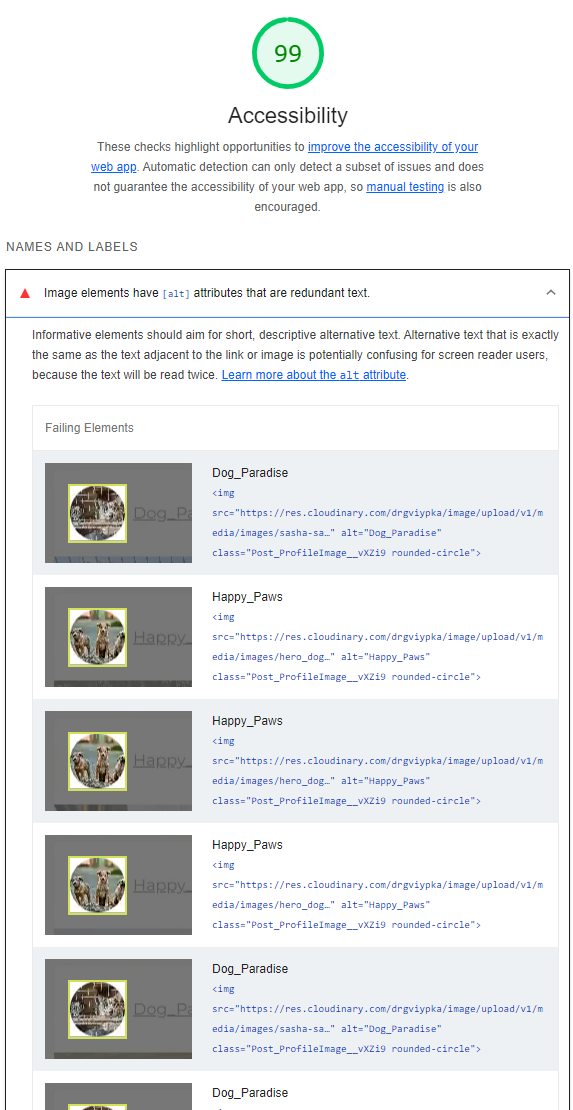 99
Accessibility
These checks highlight opportunities to improve the accessibility of your
web app. Automatic detection can only detect a subset of issues and does
not guarantee the accessibility of your web app, so manual testing is also
encouraged.
NAMES AND LABELS
Image elements have [alt] attributes that are redundant text.
Informative elements should aim for short, descriptive alternative text. Alternative text that is exactly
the same as the text adjacent to the link or image is potentially confusing for screen reader users,
because the text will be read twice. Learn more about the alt attribute.
Failing Elements
Dog_Pa
Dog_Paradise
<img
src="https://res.cloudinary.com/drgviypka/image/upload/v1/m
edia/images/sasha-sa…" alt="Dog_Paradise"
class="Post_ProfileImage__vXZi9 rounded-circle">
Happy_
Happy_Paws
<img
src="https://res.cloudinary.com/drgviypka/image/upload/v1/m
edia/images/hero_dog…" alt="Happy_Paws"
class="Post_ProfileImage__vXZi9 rounded-circle">
Happy_
Happy_Paws
<img
src="https://res.cloudinary.com/drgviypka/image/upload/v1/m
edia/images/hero_dog…" alt="Happy_Paws"
class="Post_ProfileImage__vXZi9 rounded-circle">
Happy_
Happy_Paws
<img
src="https://res.cloudinary.com/drgviypka/image/upload/v1/m
edia/images/hero_dog…" alt="Happy_Paws"
class="Post_ProfileImage__vXZi9 rounded-circle">
Dog_Pa
Dog_Paradise
<img
src="https://res.cloudinary.com/drgviypka/image/upload/v1/m
edia/images/sasha-sa…" alt="Dog_Paradise"
class="Post_ProfileImage__vXZi9 rounded-circle">
Dog_Paradise